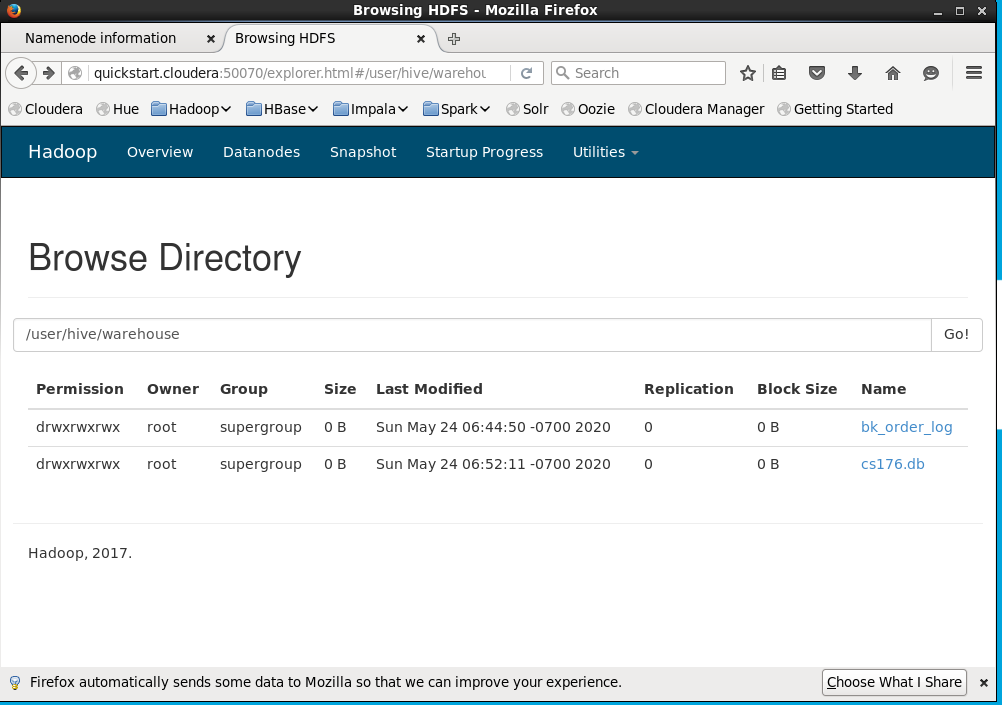 Browsing HDFS - Mozilla Firefox
Namenode information
Browsing HDFS
quickstart.cloudera:50070/explorer.html#/user/hive/warehou
Search
Cloudera Hue Hadoop HBase Impala Spark Solr Oozie Cloudera Manager Getting Started
Hadoop Overview Datanodes Snapshot Startup Progress Utilities
Browse Directory
/user/hive/warehouse Go!
Permission Owner Group Size Last Modified Replication Block Size Name
drwxrwxrwx root supergroup 0 B Sun May 24 06:44:50 -0700 2020 0 0 B bk_order_log
drwxrwxrwx root supergroup 0 B Sun May 24 06:52:11 -0700 2020 0 0 B cs176.db
Hadoop, 2017.
Firefox automatically sends some data to Mozilla so that we can improve your experience. Choose What I Share